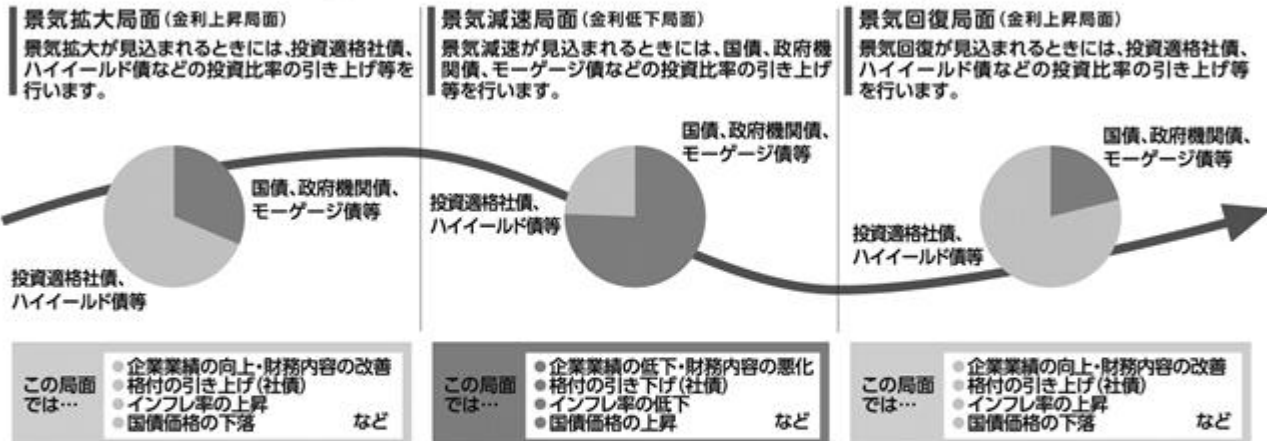 景気拡大局面(金利上昇局面)
景気拡大が見込まれるときには、投資適格社債、
ハイイールド債などの投資比率の引き上げ等を
行います。
国債、政府機関債、
モーゲージ債等
投資適格社債、
ハイイールド債等
この局面
では…
企業業績の向上・財務内容の改善
格付の引き上げ(社債)
インフレ率の上昇
国債価格の下落 など
景気減速局面(金利低下局面)
景気減速が見込まれるときには、国債、政府機
関債、モーゲージ債などの投資比率の引き上げ
等を行います。
国債、政府機関債、
モーゲージ債等
投資適格社債、
ハイイールド債等
この局面
では…
企業業績の低下・財務内容の悪化
格付の引き下げ(社債)
インフレ率の低下
国債価格の上昇 など
景気回復局面(金利上昇局面)
景気回復が見込まれるときには、投資適格社債、
ハイイールド債などの投資比率の引き上げ等
を行います。
国債、政府機関債、
モーゲージ債等
投資適格社債、
ハイイールド債等
この局面
では…
企業業績の向上・財務内容の改善
格付の引き上げ(社債)
インフレ率の上昇
国債価格の下落 など